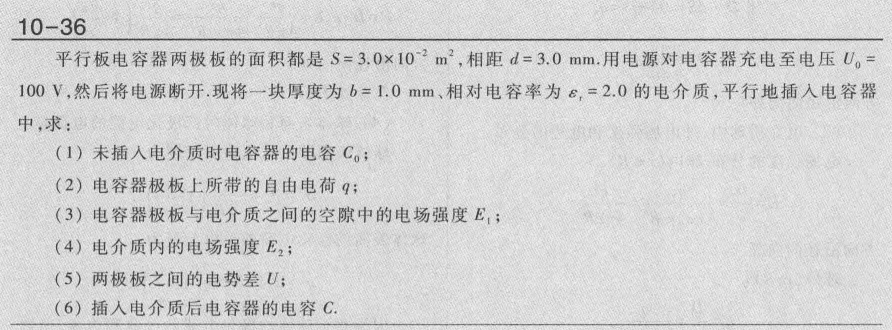 10-36
平行板电容器两极板的面积都是 S=3.0×10⁻² m²,相距 d=3.0 mm.用电源对电容器充电至电压 U₀=
100 V,然后将电源断开.现将一块厚度为 b=1.0 mm、相对电容率为 εᵣ=2.0 的电介质,平行地插入电容器
中,求:
(1) 未插入电介质时电容器的电容 C₀;
(2) 电容器极板上所带的自由电荷 q;
(3) 电容器极板与电介质之间的空隙中的电场强度 E₁;
(4) 电介质内的电场强度 E₂;
(5) 两极板之间的电势差 U;
(6) 插入电介质后电容器的电容 C.